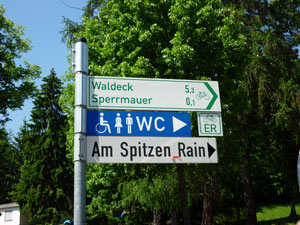 Waldeck 5,3
Sperrmauer 0,1
WC
ER
Am Spitzen Rain